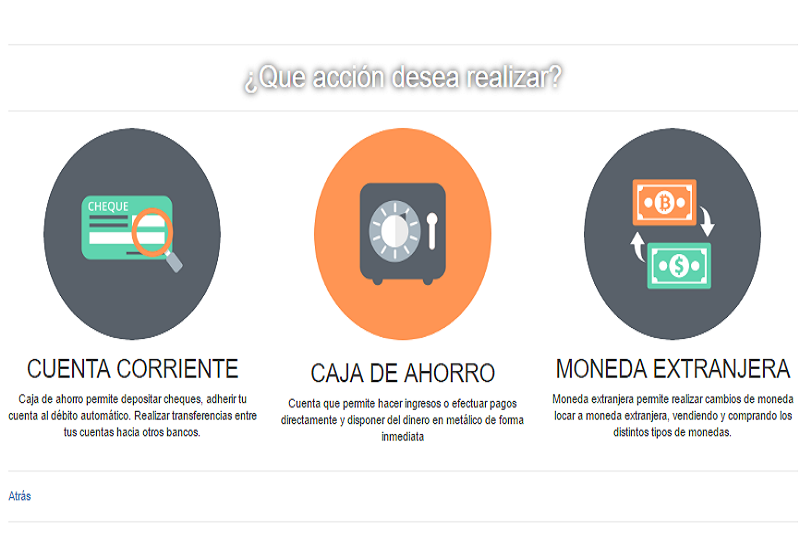 ¿Que acción desea realizar?
CHEQUE
B
$
CUENTA CORRIENTE
Caja de ahorro permite depositar cheques, adherir tu
cuenta al débito automático. Realizar transferencias entre
tus cuentas hacia otros bancos.
CAJA DE AHORRO
Cuenta que permite hacer ingresos o efectuar pagos
directamente y disponer del dinero en metálico de forma
inmediata
MONEDA EXTRANJERA
Moneda extranjera permite realizar cambios de moneda
locar a moneda extranjera, vendiendo y comprando los
distintos tipos de monedas.
Atrás